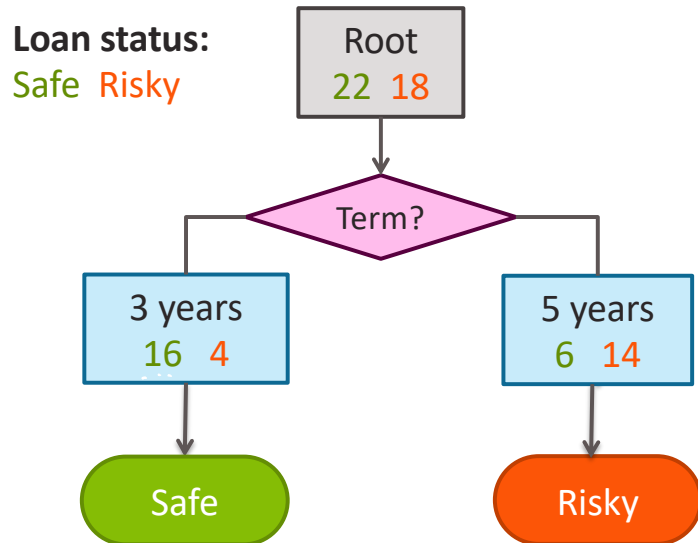 Loan status:
Safe Risky
Root
22 18
Term?
3 years
16 4
5 years
6 14
Safe
Risky